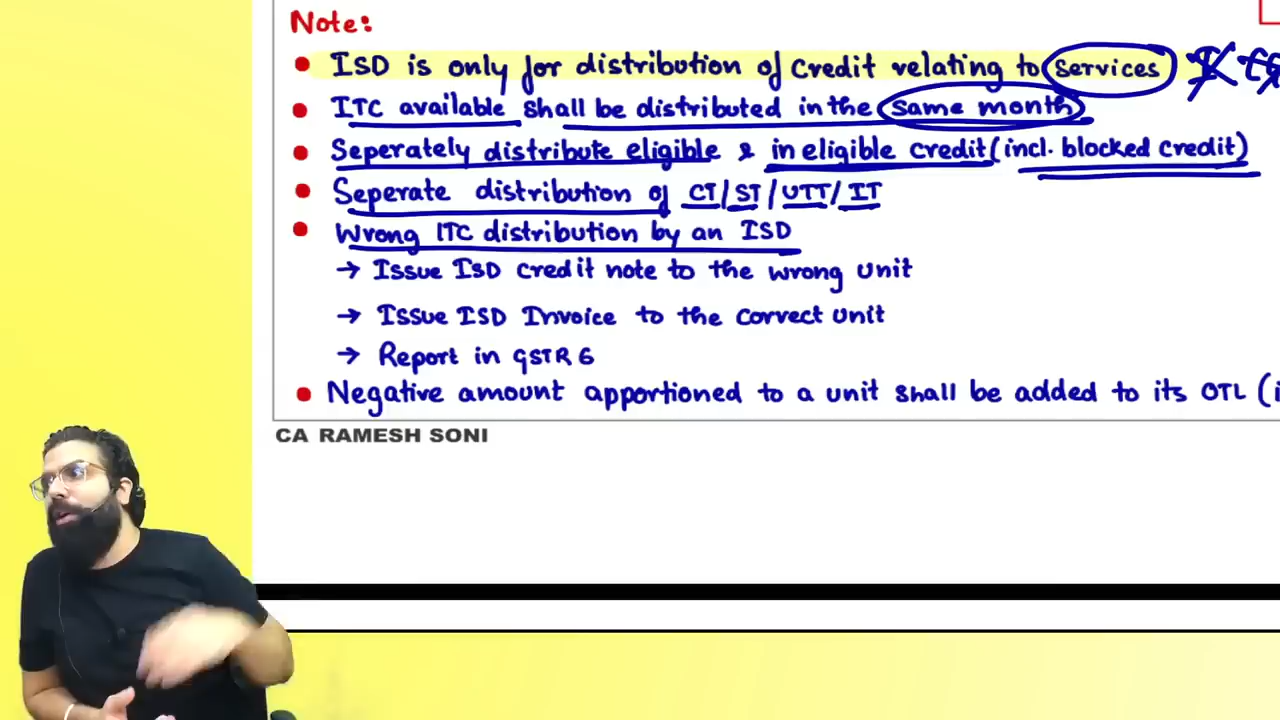 Note:
• ISD is only for distribution of credit relating to services
• ITC available shall be distributed in the same month
• Seperately distribute eligible & in eligible credit (incl. blocked credit)
• Seperate distribution of CT/ST/UTT/IT
• Wrong ITC distribution by an ISD
→ Issue ISD credit note to the wrong unit
→ Issue ISD Invoice to the correct unit
→ Report in GSTR 6
• Negative amount apportioned to a unit shall be added to its OTL (i
CA RAMESH SONI